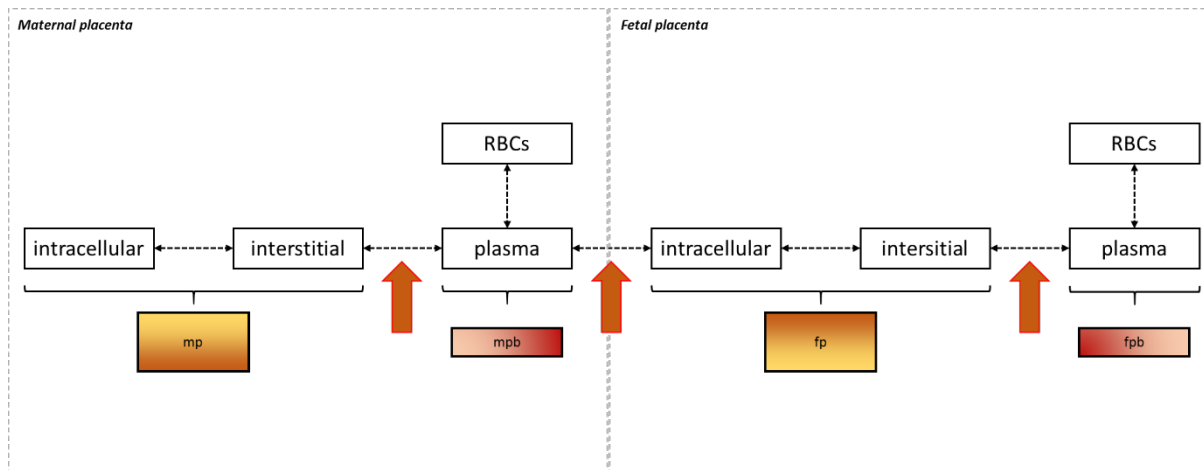 Maternal placenta
Fetal placenta
RBCs
RBCs
intracellular
interstitial
plasma
intracellular
intersitial
plasma
mp
mpb
fp
fpb